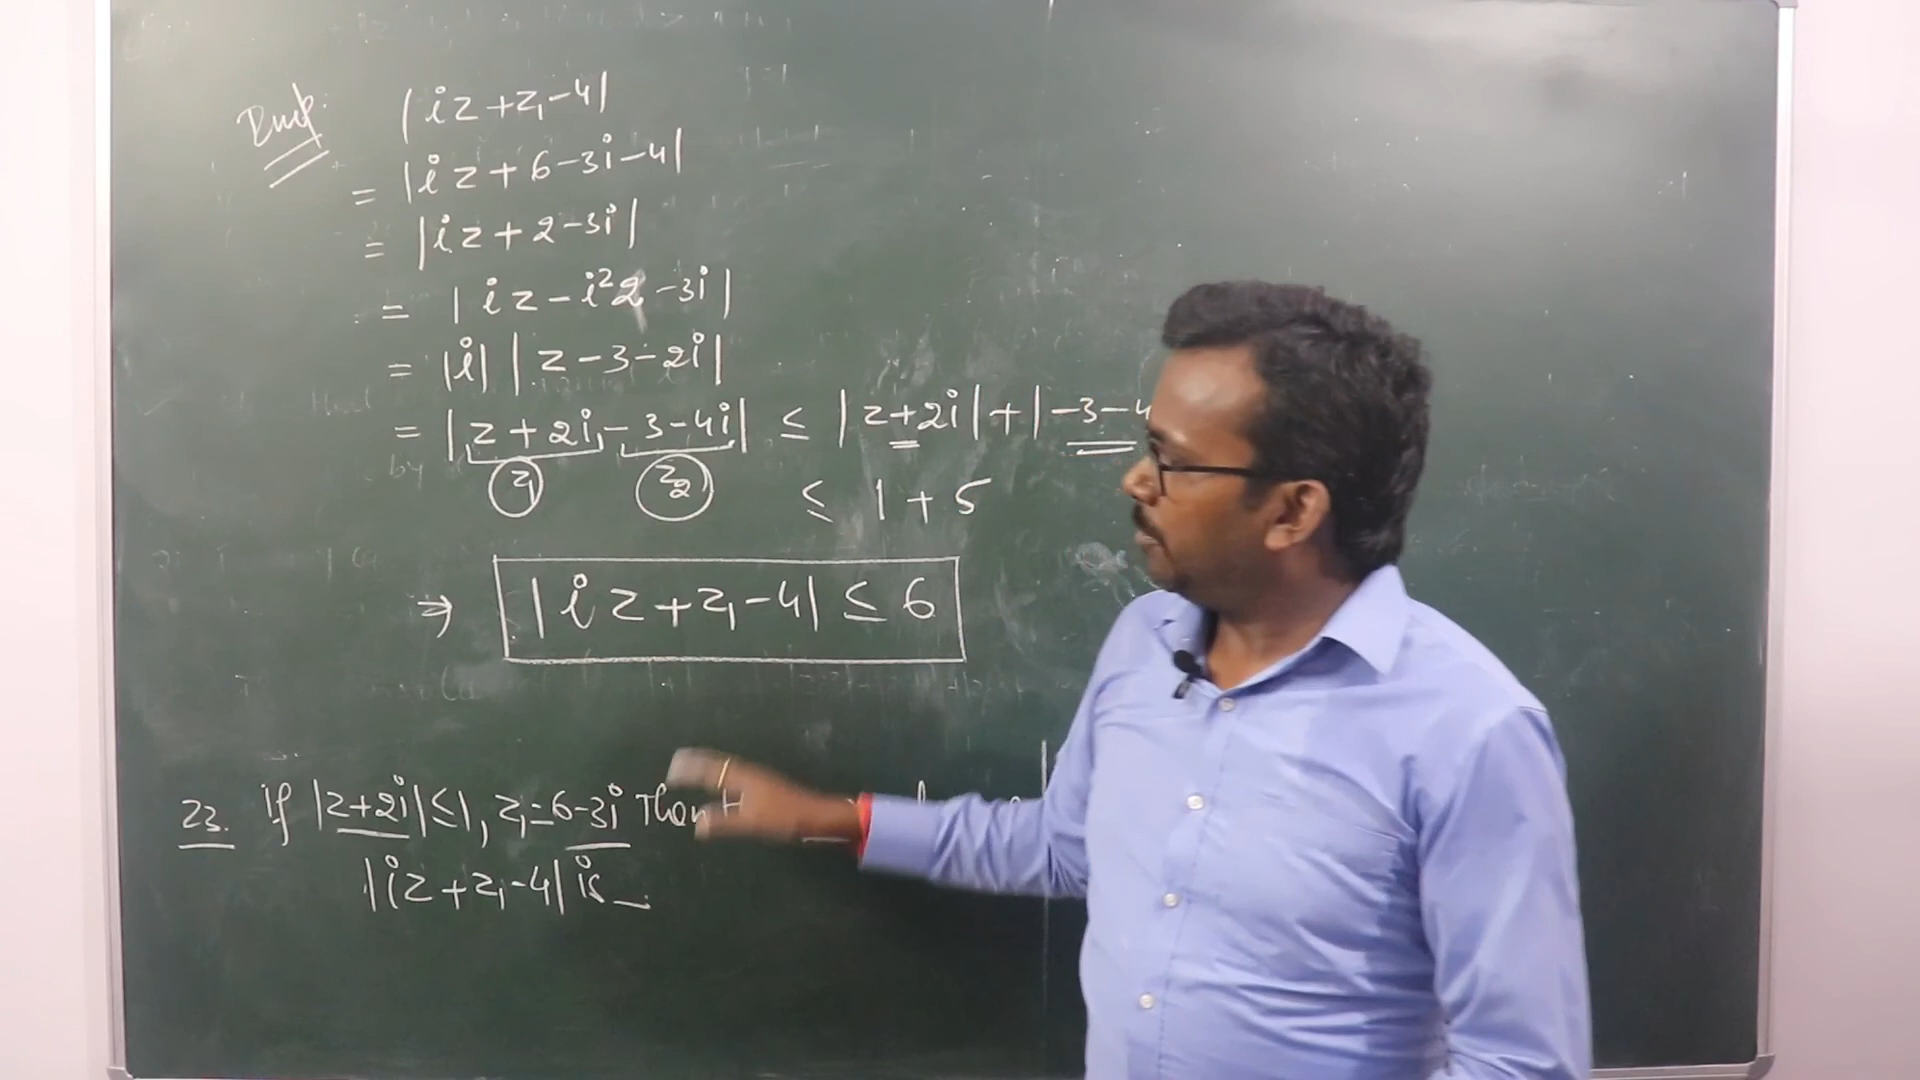 |iz+z₁-4|
= |iz+6-3i-4|
= |iz+2-3i|
= |iz-i²2-3i|
= |i| |z-3-2i|
= |z+2i-3-4i| ≤ |z+2i|+|-3-4
z₁ z₂ ≤ 1+5
⇒ |iz+z₁-4| ≤ 6
23. If |z+2i|≤1, z₁=6-3i Then
|iz+z₁-4| is _.